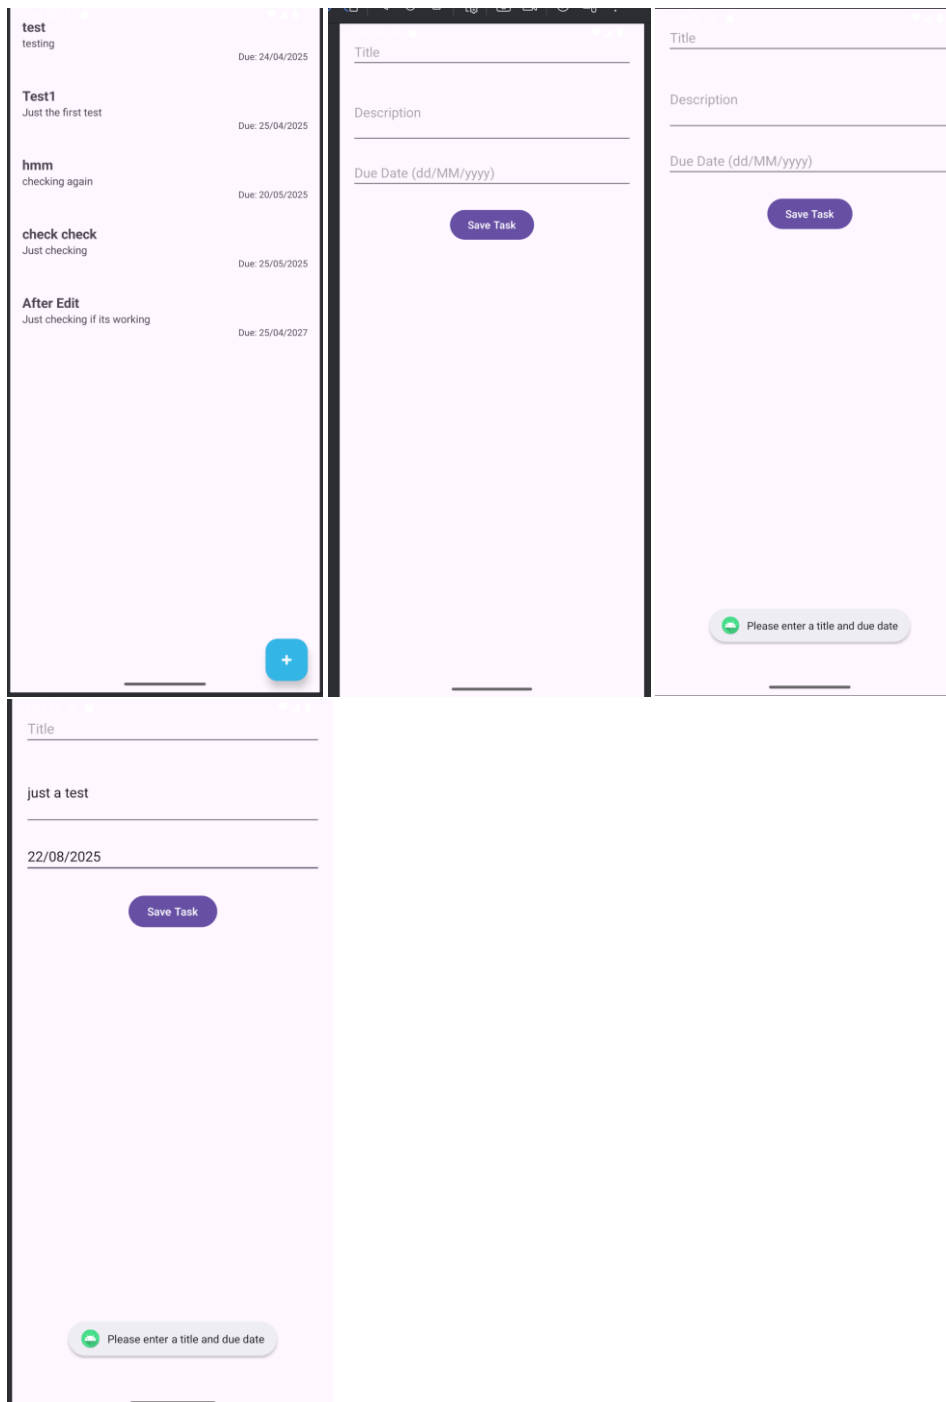 test
testing
Due: 24/04/2025
Test1
Just the first test
Due: 25/04/2025
hmm
checking again
Due: 20/05/2025
check check
Just checking
Due: 25/05/2025
After Edit
Just checking if its working
Due: 25/04/2027
+
Title
Description
Due Date (dd/MM/yyyy)
Save Task
Title
Description
Due Date (dd/MM/yyyy)
Save Task
Please enter a title and due date
Title
just a test
22/08/2025
Save Task
Please enter a title and due date